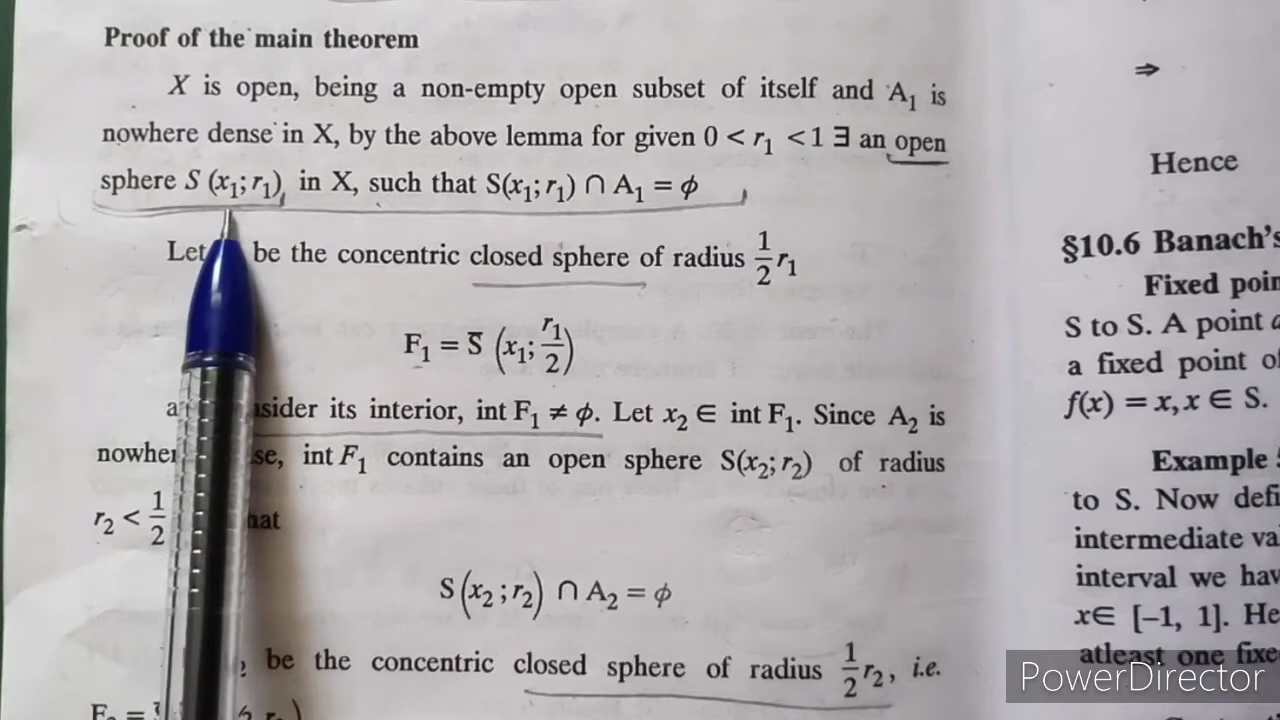 Proof of the main theorem
X is open, being a non-empty open subset of itself and A₁ is
nowhere dense in X, by the above lemma for given 0 < r₁ < 1 ∃ an open
sphere S (x₁; r₁) in X, such that S(x₁; r₁) ∩ A₁ = ϕ
Let be the concentric closed sphere of radius 1/2 r₁
F₁ = S̅ (x₁; r₁/2)
its interior, int F₁ ≠ ϕ. Let x₂ ∈ int F₁. Since A₂ is
int F₁ contains an open sphere S(x₂; r₂) of radius
r₂ < 1/2
S(x₂; r₂) ∩ A₂ = ϕ
be the concentric closed sphere of radius 1/2 r₂, i.e.
⇒
Hence
§10.6 Banach's
Fixed poin
S to S. A point
a fixed point of
f(x) = x, x ∈ S.
Example
to S. Now defi
intermediate va
interval we hav
x∈ [–1, 1]. He
atleast one fixe
PowerDirector